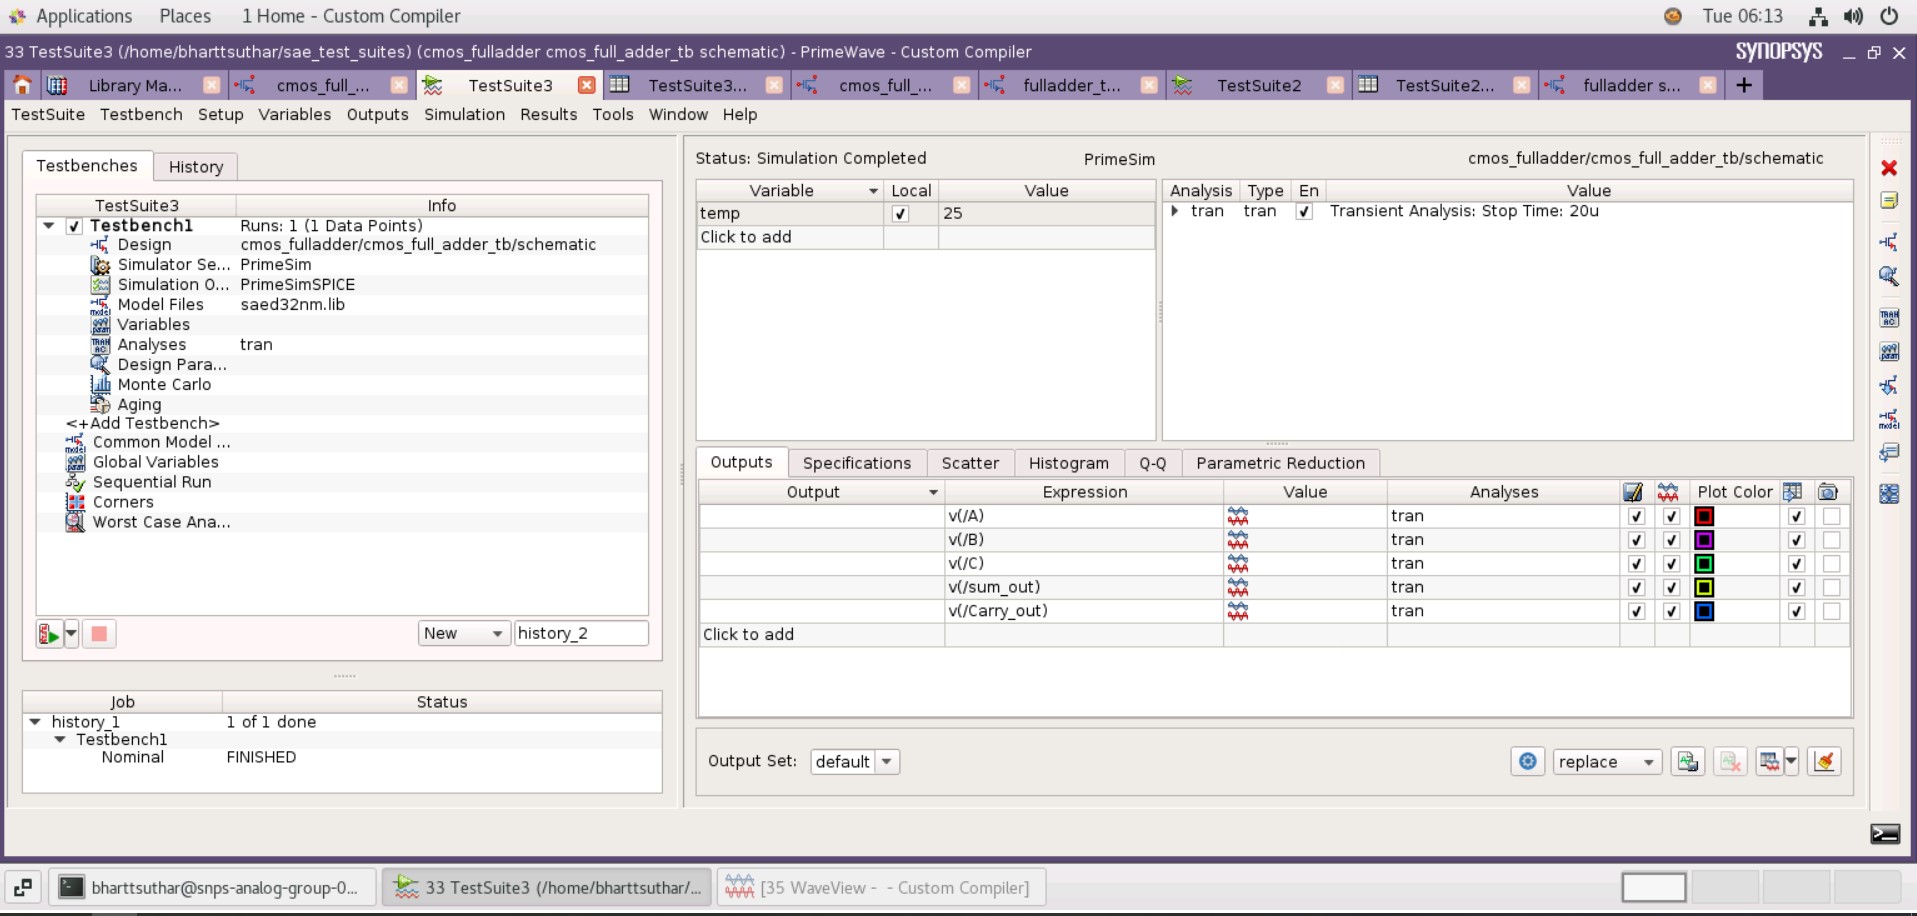 Applications Places 1 Home - Custom Compiler Tue 06:13
33 TestSuite3 (/home/bharttsuthar/sae_test_suites) (cmos_fulladder cmos_full_adder_tb schematic) - PrimeWave - Custom Compiler SYNOPSYS
Library Ma... cmos_full_... TestSuite3 TestSuite3... cmos_full_... fulladder_t... TestSuite2 TestSuite2... fulladder s...
TestSuite Testbench Setup Variables Outputs Simulation Results Tools Window Help
Testbenches History
TestSuite3 Info
Testbench1 Runs: 1 (1 Data Points)
Design cmos_fulladder/cmos_full_adder_tb/schematic
Simulator Se... PrimeSim
Simulation O... PrimeSimSPICE
Model Files saed32nm.lib
Variables
Analyses tran
Design Para...
Monte Carlo
Aging
<+Add Testbench>
Common Model ...
Global Variables
Sequential Run
Corners
Worst Case Ana...
New history_2
Job Status
history_1 1 of 1 done
Testbench1
Nominal FINISHED
Status: Simulation Completed PrimeSim cmos_fulladder/cmos_full_adder_tb/schematic
Variable Local Value
temp 25
Click to add
Analysis Type En Value
tran tran Transient Analysis: Stop Time: 20u
Outputs Specifications Scatter Histogram Q-Q Parametric Reduction
Output Expression Value Analyses Plot Color
v(/A) tran
v(/B) tran
v(/C) tran
v(/sum_out) tran
v(/Carry_out) tran
Click to add
Output Set: default replace
bharttsuthar@snps-analog-group-0... 33 TestSuite3 (/home/bharttsuthar/... [35 WaveView - - Custom Compiler]